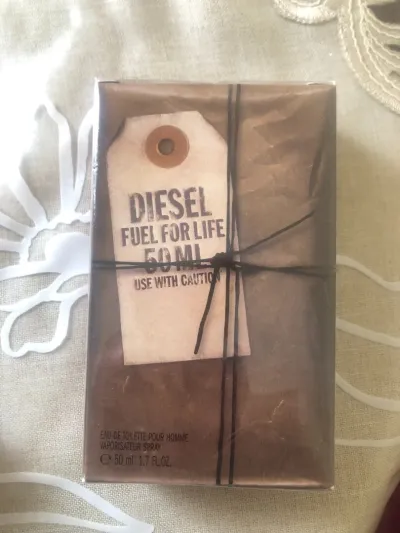 DIESEL
FUEL FOR LIFE
50 ML
USE WITH CAUTION
EAU DE TOILETTE POUR HOMME
VAPORISATEUR SPRAY
℮ 50 ml 1.7 FL.OZ.